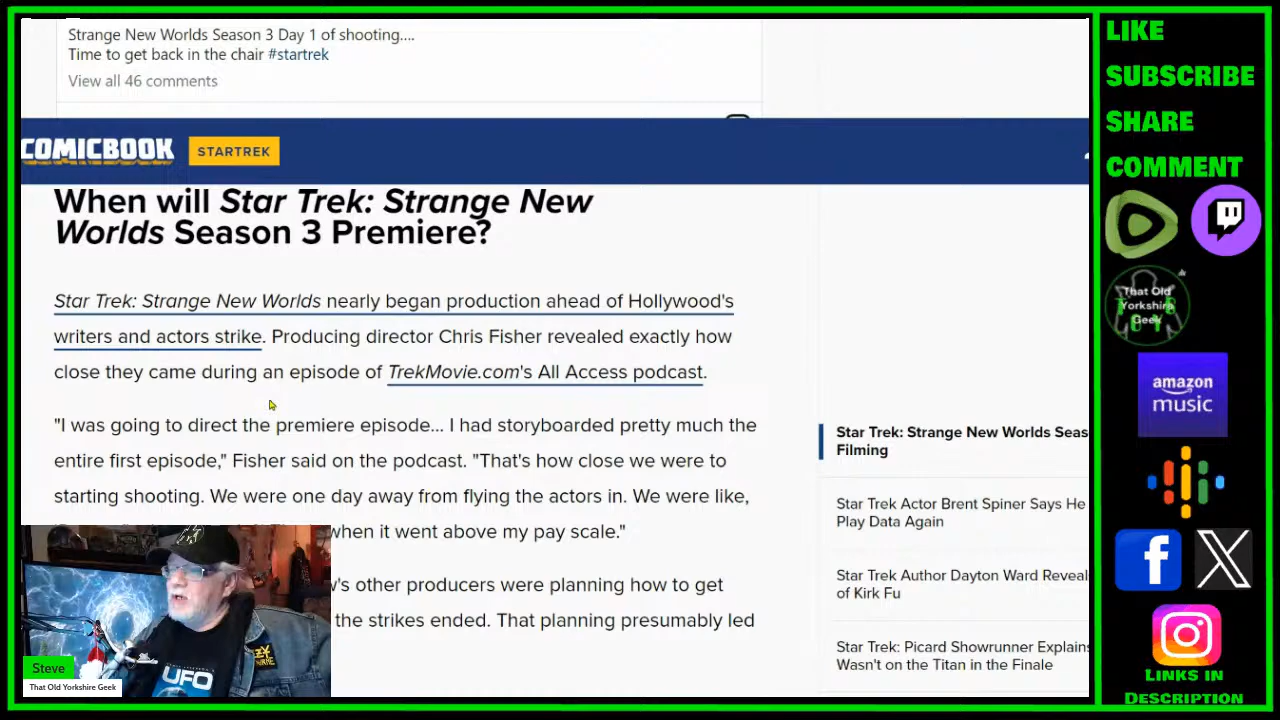 Strange New Worlds Season 3 Day 1 of shooting....
Time to get back in the chair #startrek
View all 46 comments
COMICBOOK
STARTREK
When will Star Trek: Strange New
Worlds Season 3 Premiere?
Star Trek: Strange New Worlds nearly began production ahead of Hollywood's
writers and actors strike. Producing director Chris Fisher revealed exactly how
close they came during an episode of TrekMovie.com's All Access podcast.
"I was going to direct the premiere episode... I had storyboarded pretty much the
entire first episode," Fisher said on the podcast. "That's how close we were to
starting shooting. We were one day away from flying the actors in. We were like,
when it went above my pay scale."
's other producers were planning how to get
the strikes ended. That planning presumably led
Star Trek: Strange New Worlds Seas
Filming
Star Trek Actor Brent Spiner Says He
Play Data Again
Star Trek Author Dayton Ward Reveal
of Kirk Fu
Star Trek: Picard Showrunner Explains
Wasn't on the Titan in the Finale
UFO
Steve
That Old Yorkshire Geek
LIKE
SUBSCRIBE
SHARE
COMMENT
That Old
Yorkshire
Geek
amazon
music
LINKS IN
DESCRIPTION